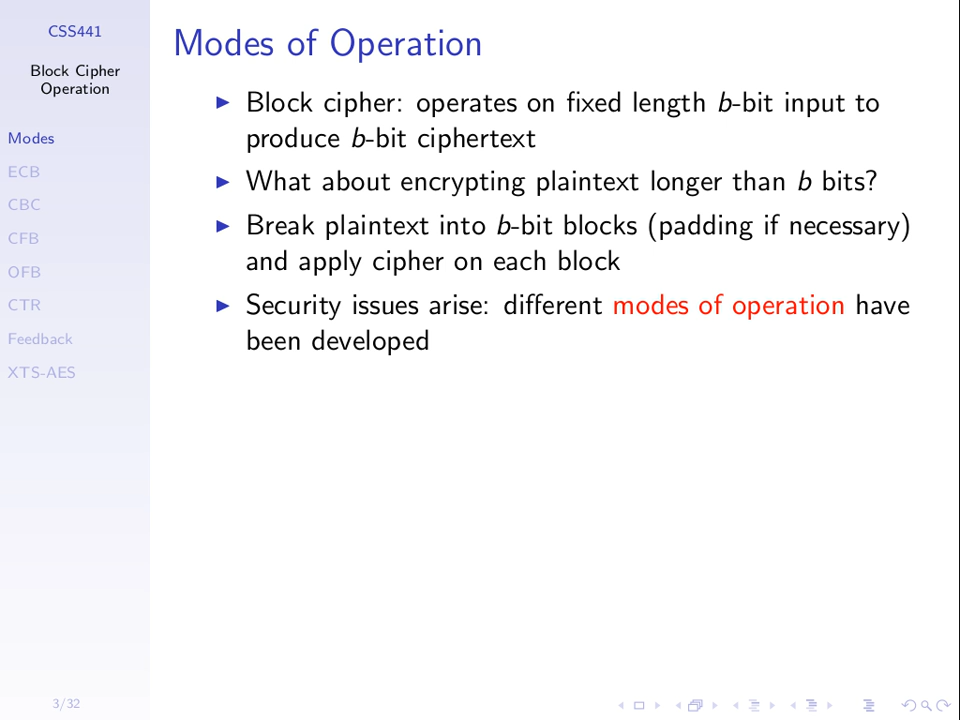 CSS441
Block Cipher
Operation
Modes
ECB
CBC
CFB
OFB
CTR
Feedback
XTS-AES
3/32
Modes of Operation
Block cipher: operates on fixed length b-bit input to
produce b-bit ciphertext
What about encrypting plaintext longer than b bits?
Break plaintext into b-bit blocks (padding if necessary)
and apply cipher on each block
Security issues arise: different modes of operation have
been developed